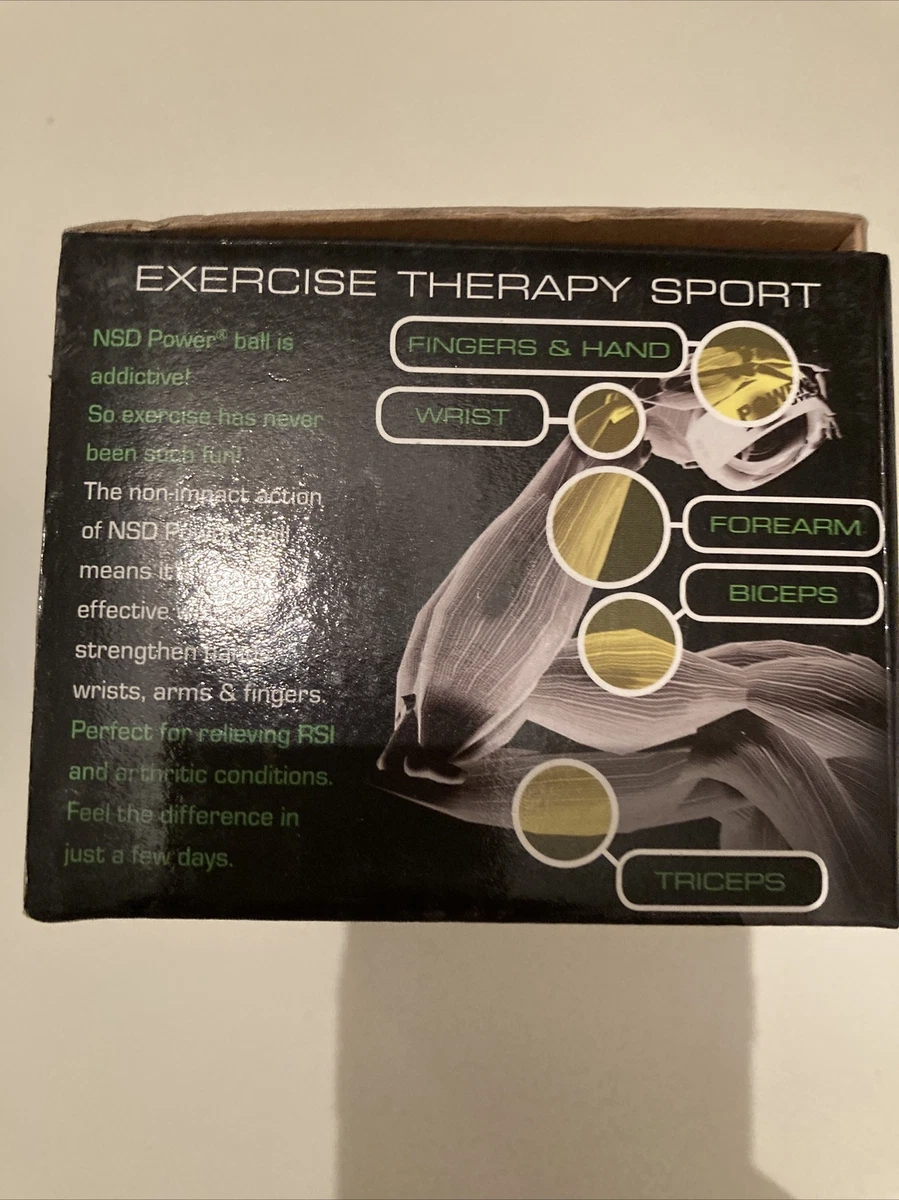 EXERCISE THERAPY SPORT
NSD Power® ball is
addictive!
So exercise has never
been such fun!
The non-impact action
of NSD Power ball
means it
effective
strengthen
wrists, arms & fingers.
Perfect for relieving RSI
and arthritic conditions.
Feel the difference in
just a few days.
FINGERS & HAND
WRIST
FOREARM
BICEPS
TRICEPS